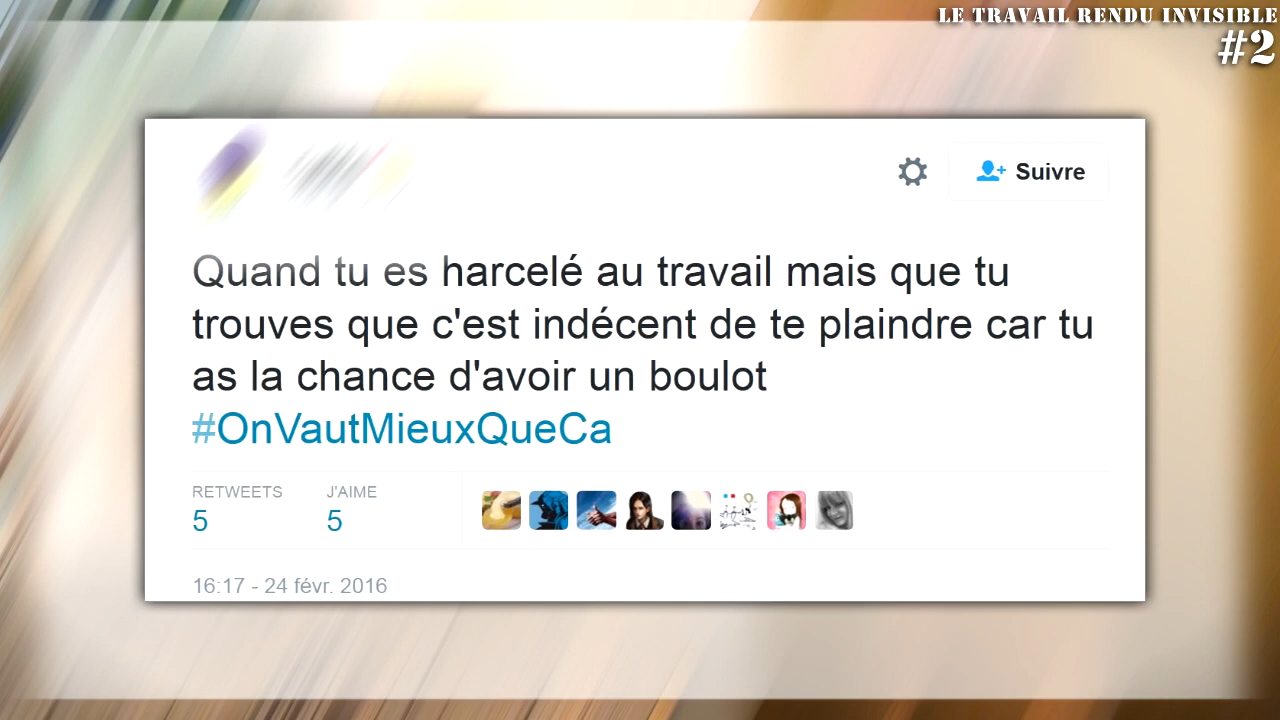 LE TRAVAIL RENDU INVISIBLE
#2
Suivre
Quand tu es harcelé au travail mais que tu
trouves que c'est indécent de te plaindre car tu
as la chance d'avoir un boulot
#OnVautMieuxQueCa
RETWEETS J'AIME
5 5
16:17 - 24 févr. 2016